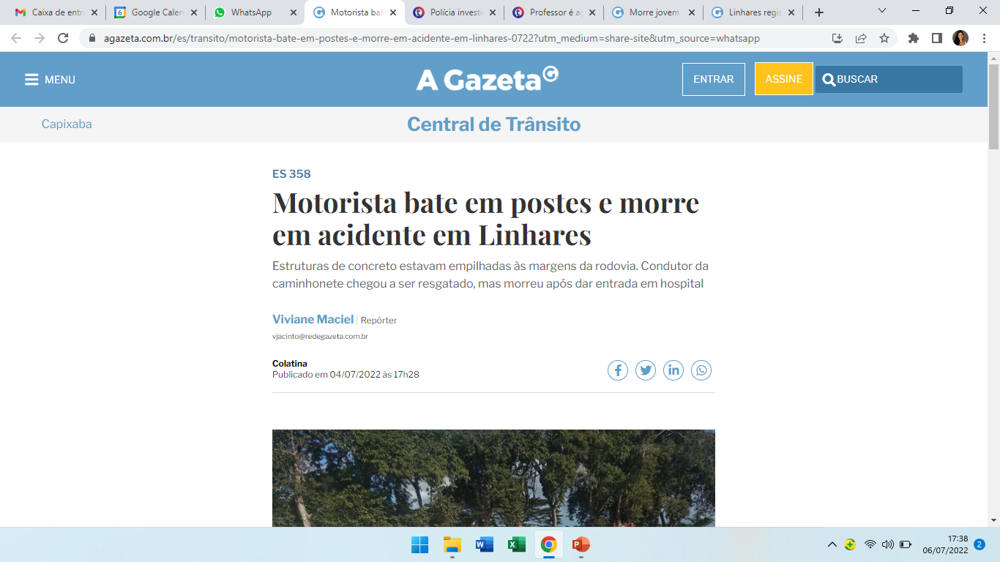 Caixa de entr
Google Calen
WhatsApp
Motorista bat
Polícia investi
Professor é a
Morre jovem
Linhares regis
agazeta.com.br/es/transito/motorista-bate-em-postes-e-morre-em-acidente-em-linhares-0722?utm_medium=share-site&utm_source=whatsapp
MENU
A Gazeta
ENTRAR
ASSINE
BUSCAR
Capixaba
Central de Trânsito
ES 358
Motorista bate em postes e morre
em acidente em Linhares
Estruturas de concreto estavam empilhadas às margens da rodovia. Condutor da
caminhonete chegou a ser resgatado, mas morreu após dar entrada em hospital
Viviane Maciel | Repórter
vjacinto@redegazeta.com.br
Colatina
Publicado em 04/07/2022 às 17h28
17:38
06/07/2022
2